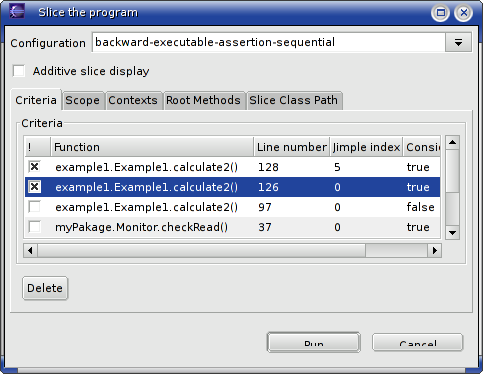 Slice the program
Configuration backward-executable-assertion-sequential
Additive slice display
Criteria Scope Contexts Root Methods Slice Class Path
Criteria
! Function Line number Jimple index Consi
example1.Example1.calculate2() 128 5 true
example1.Example1.calculate2() 126 0 true
example1.Example1.calculate2() 97 0 false
myPakage.Monitor.checkRead() 37 0 true
Delete
Run Cancel